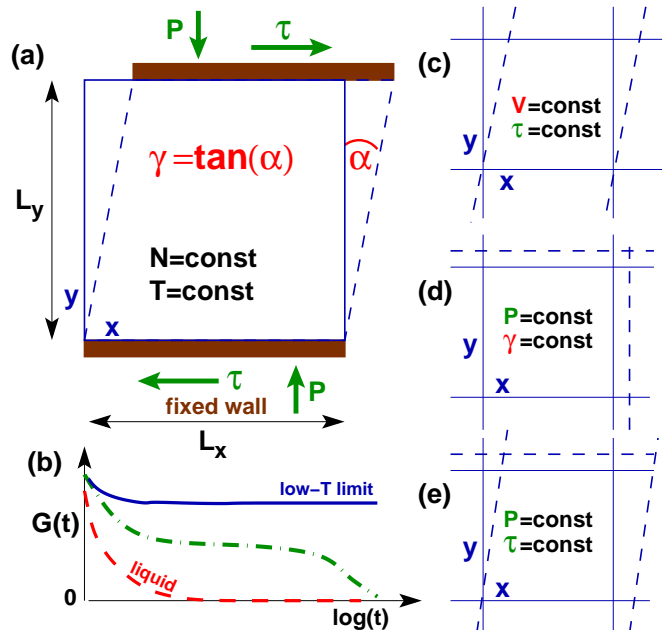 (a)
P
τ
γ=tan(α)
α
L_y
N=const
T=const
y
x
τ
P
fixed wall
L_x
(b)
G(t)
low-T limit
liquid
0
log(t)
(c)
V=const
τ=const
y
x
(d)
P=const
γ=const
y
x
(e)
P=const
τ=const
y
x